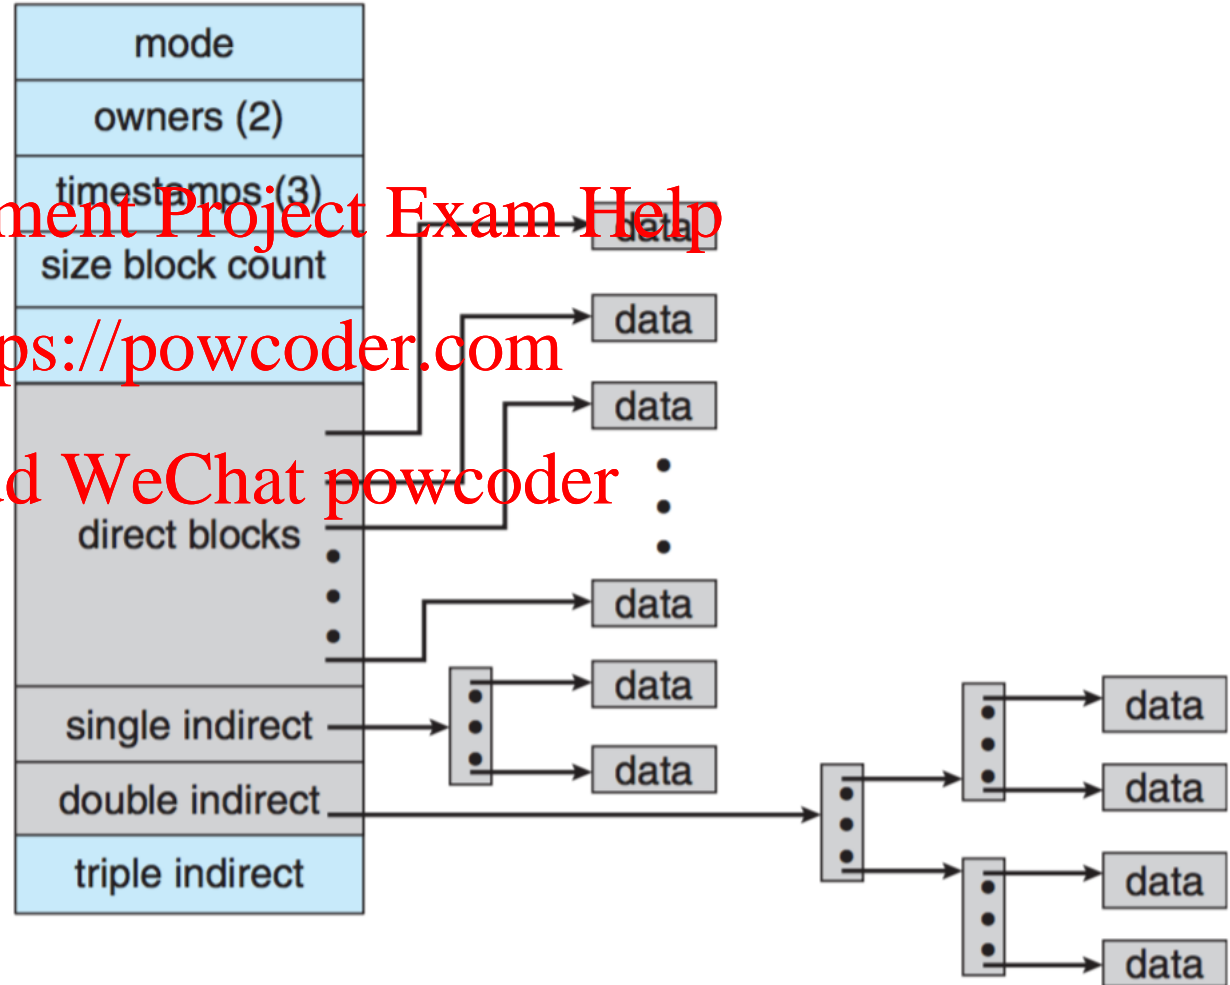 mode
owners (2)
timestamps (3)
ment Project Exam Help
data
size block count
data
ps://powcoder.com
data
d WeChat powcoder
direct blocks
data
data
single indirect
data
data
double indirect
data
data
triple indirect
data
data